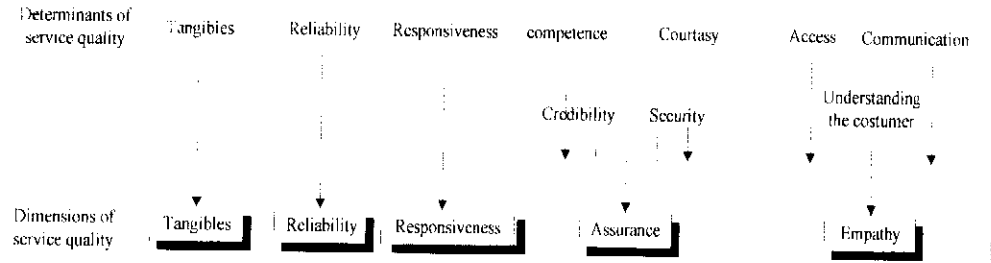 Determinants of
service quality
Tangibies Reliability Responsiveness competence Courtasy Access Communication
Credibility Security Understanding
the costumer
Dimensions of
service quality
Tangibles Reliability Responsiveness Assurance Empathy